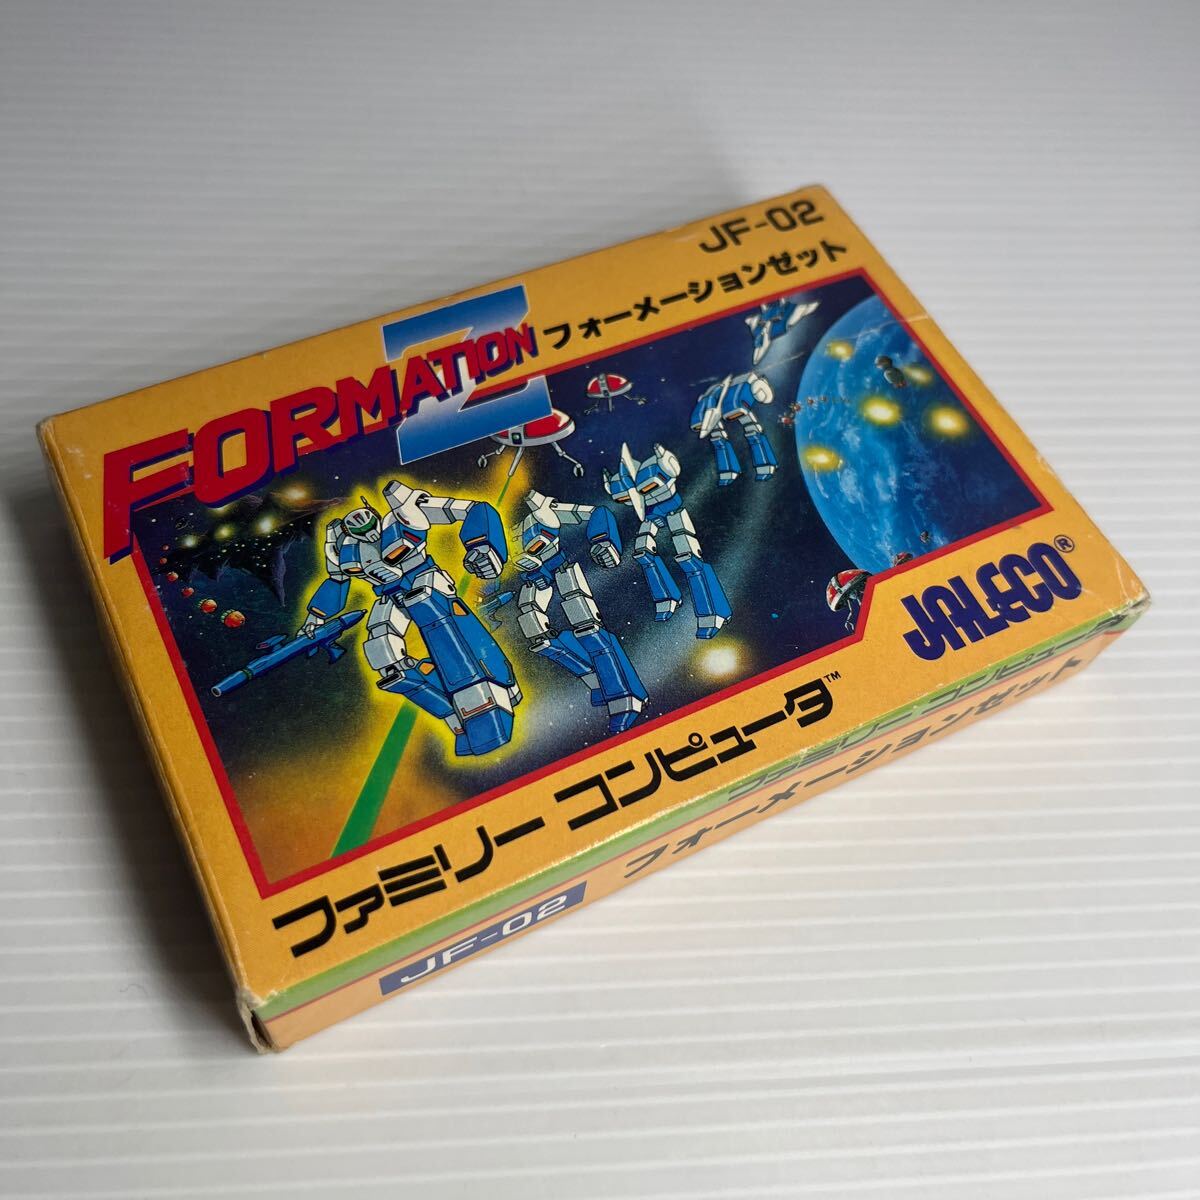 JF-02
フォーメーションゼット
FORMATION
Z
JALECO®
ファミリーコンピュータ™
ファミリーコンピュータ
JF-02
フォーメーションゼット